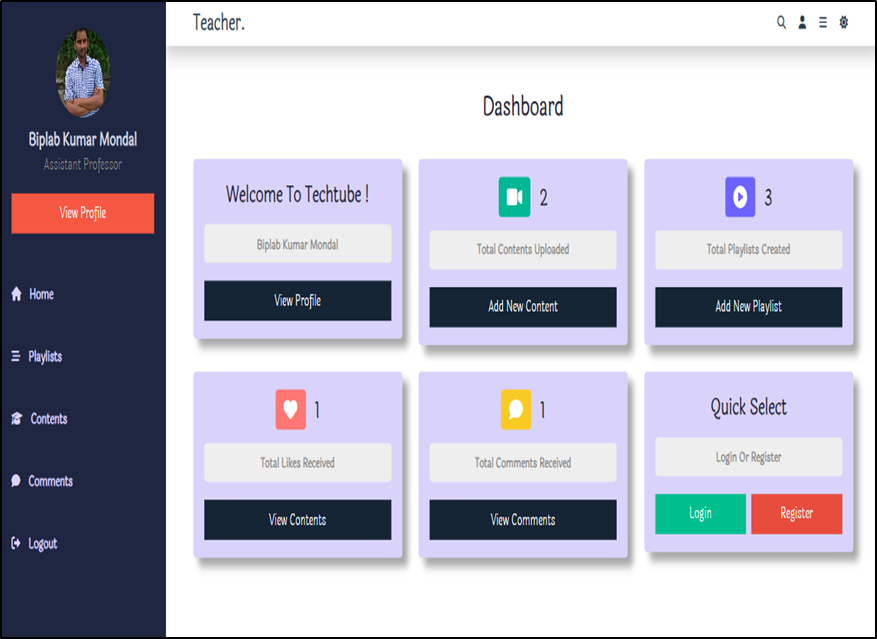 Teacher.
Biplab Kumar Mondal
Assistant Professor
View Profile
Home
Playlists
Contents
Comments
Logout
Dashboard
Welcome To Techtube !
Biplab Kumar Mondal
View Profile
2
Total Contents Uploaded
Add New Content
3
Total Playlists Created
Add New Playlist
1
Total Likes Received
View Contents
1
Total Comments Received
View Comments
Quick Select
Login Or Register
Login
Register